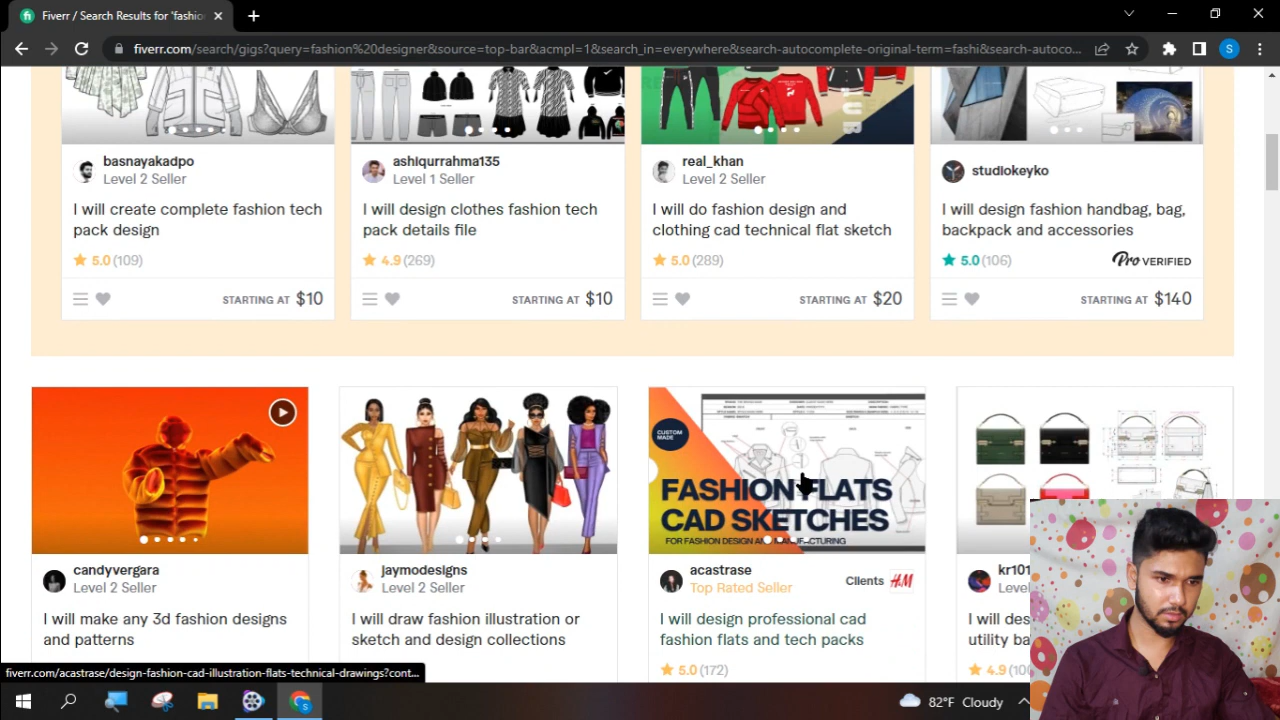 Fiverr / Search Results for 'fashio
fiverr.com/search/gigs?query=fashion%20designer&source=top-bar&acmpl=1&search_in=everywhere&search-autocomplete-original-term=fashi&search-autoco...
basnayakadpo
Level 2 Seller
I will create complete fashion tech
pack design
5.0 (109)
STARTING AT $10
ashiqurrahma135
Level 1 Seller
I will design clothes fashion tech
pack details file
4.9 (269)
STARTING AT $10
real_khan
Level 2 Seller
I will do fashion design and
clothing cad technical flat sketch
5.0 (289)
STARTING AT $20
studiokeyko
I will design fashion handbag, bag,
backpack and accessories
5.0 (106)
Pro VERIFIED
STARTING AT $140
candyvergara
Level 2 Seller
I will make any 3d fashion designs
and patterns
jaymodesigns
Level 2 Seller
I will draw fashion illustration or
sketch and design collections
CUSTOM
MADE
FASHION FLATS
CAD SKETCHES
FOR FASHION DESIGN AND MANUFACTURING
acastrase
Top Rated Seller
Clients H&M
I will design professional cad
fashion flats and tech packs
5.0 (172)
kr101
Leve
I will des
utility ba
4.9 (100
fiverr.com/acastrase/design-fashion-cad-illustration-flats-technical-drawings?cont...
82°F Cloudy